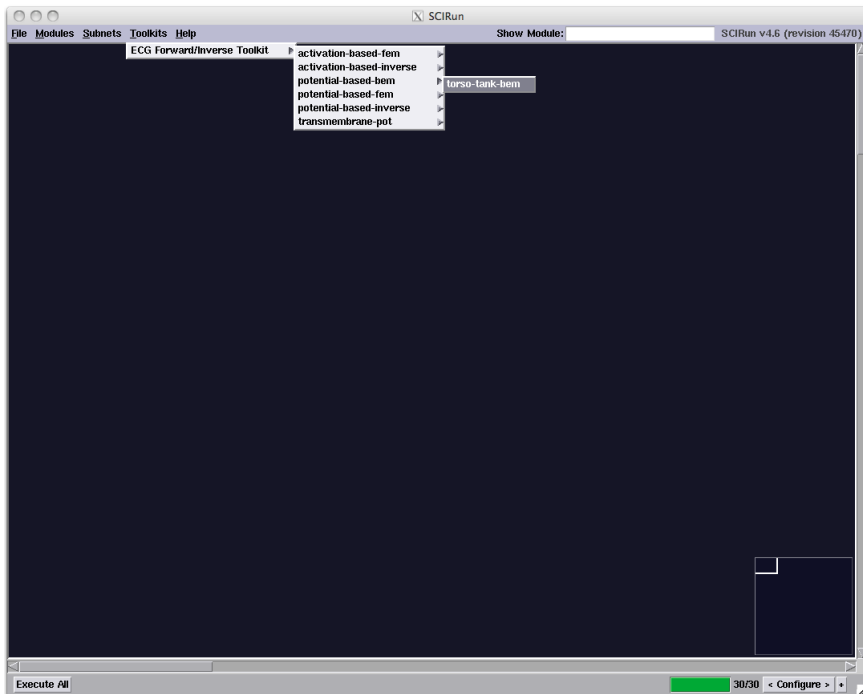 X SCIRun
File Modules Subnets Toolkits Help Show Module: SCIRun v4.6 (revision 45470)
ECG Forward/Inverse Toolkit
activation-based-fem
activation-based-inverse
potential-based-bem
torso-tank-bem
potential-based-fem
potential-based-inverse
transmembrane-pot
Execute All 30/30 < Configure > +